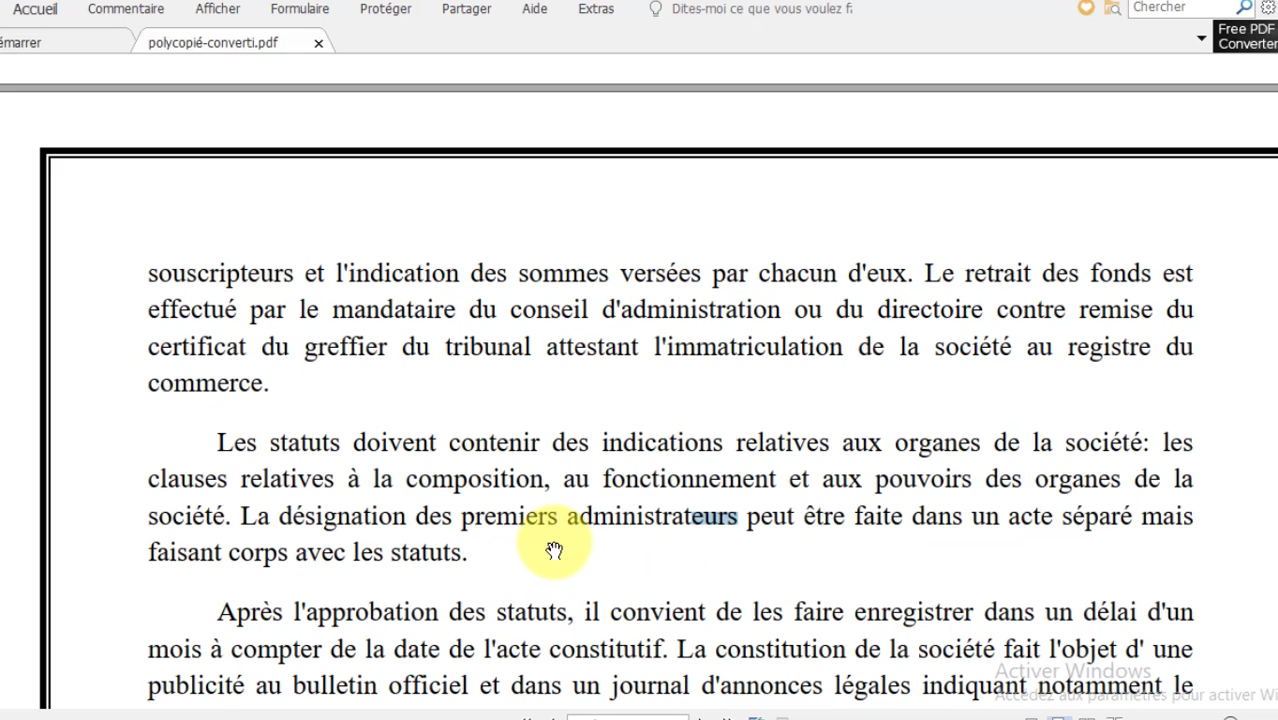 Accueil Commentaire Afficher Formulaire Protéger Partager Aide Extras Dites-moi ce que vous voulez Chercher
émarrer polycopié-converti.pdf Free PDF
Converter
souscripteurs et l'indication des sommes versées par chacun d'eux. Le retrait des fonds est
effectué par le mandataire du conseil d'administration ou du directoire contre remise du
certificat du greffier du tribunal attestant l'immatriculation de la société au registre du
commerce.
Les statuts doivent contenir des indications relatives aux organes de la société: les
clauses relatives à la composition, au fonctionnement et aux pouvoirs des organes de la
société. La désignation des premiers administrateurs peut être faite dans un acte séparé mais
faisant corps avec les statuts.
Après l'approbation des statuts, il convient de les faire enregistrer dans un délai d'un
mois à compter de la date de l'acte constitutif. La constitution de la société fait l'objet d' une
publicité au bulletin officiel et dans un journal d'annonces légales indiquant notamment le
Activer Windows
Accédez aux paramètres pour activer Wi